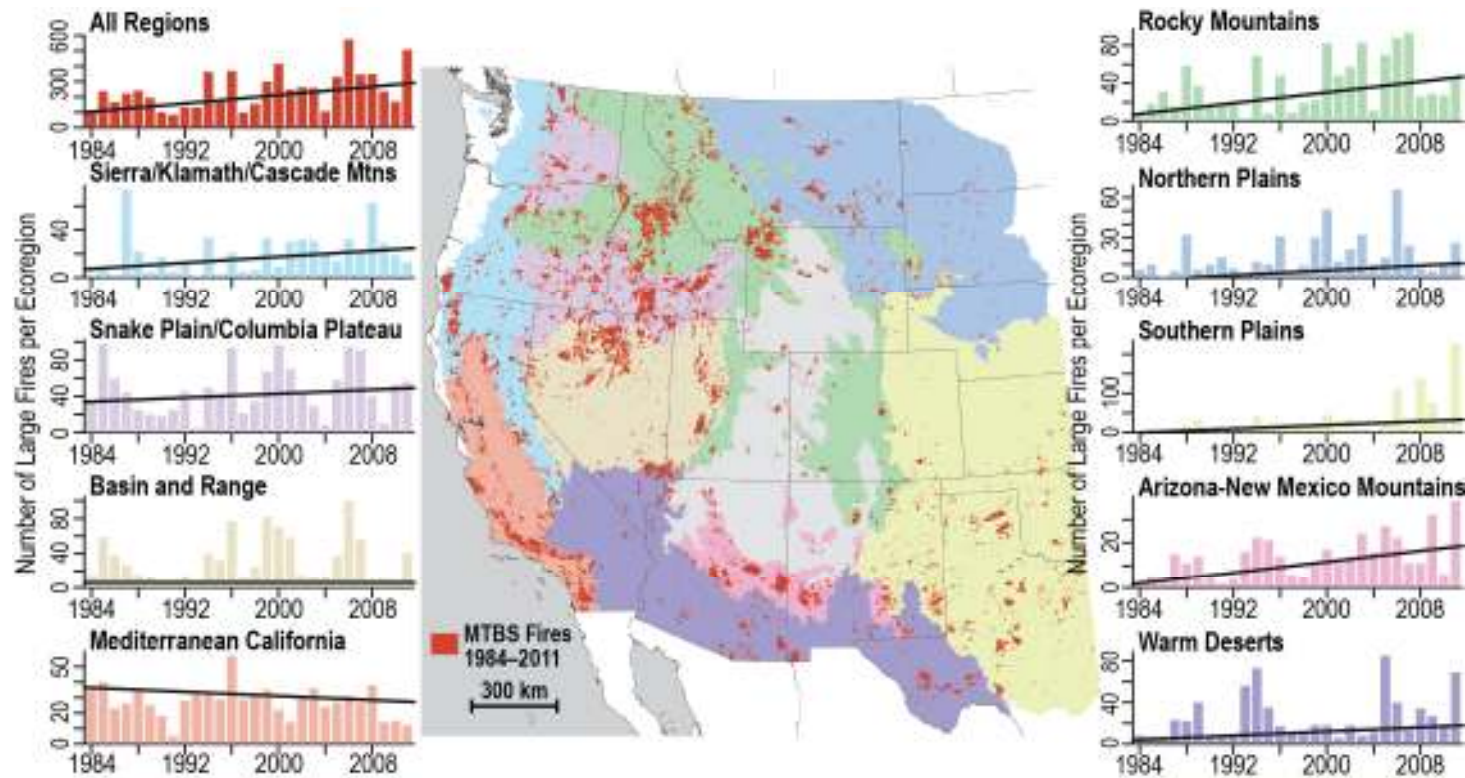 All Regions
600
300
0
1984 1992 2000 2008
Sierra/Klamath/Cascade Mtns
40
0
1984 1992 2000 2008
Snake Plain/Columbia Plateau
80
40
0
1984 1992 2000 2008
Basin and Range
80
40
0
1984 1992 2000 2008
Mediterranean California
50
20
0
1984 1992 2000 2008
Number of Large Fires per Ecoregion
MTBS Fires
1984–2011
300 km
Number of Large Fires per Ecoregion
Rocky Mountains
80
40
0
1984 1992 2000 2008
Northern Plains
60
30
0
1984 1992 2000 2008
Southern Plains
100
0
1984 1992 2000 2008
Arizona-New Mexico Mountains
20
0
1984 1992 2000 2008
Warm Deserts
80
40
0
1984 1992 2000 2008